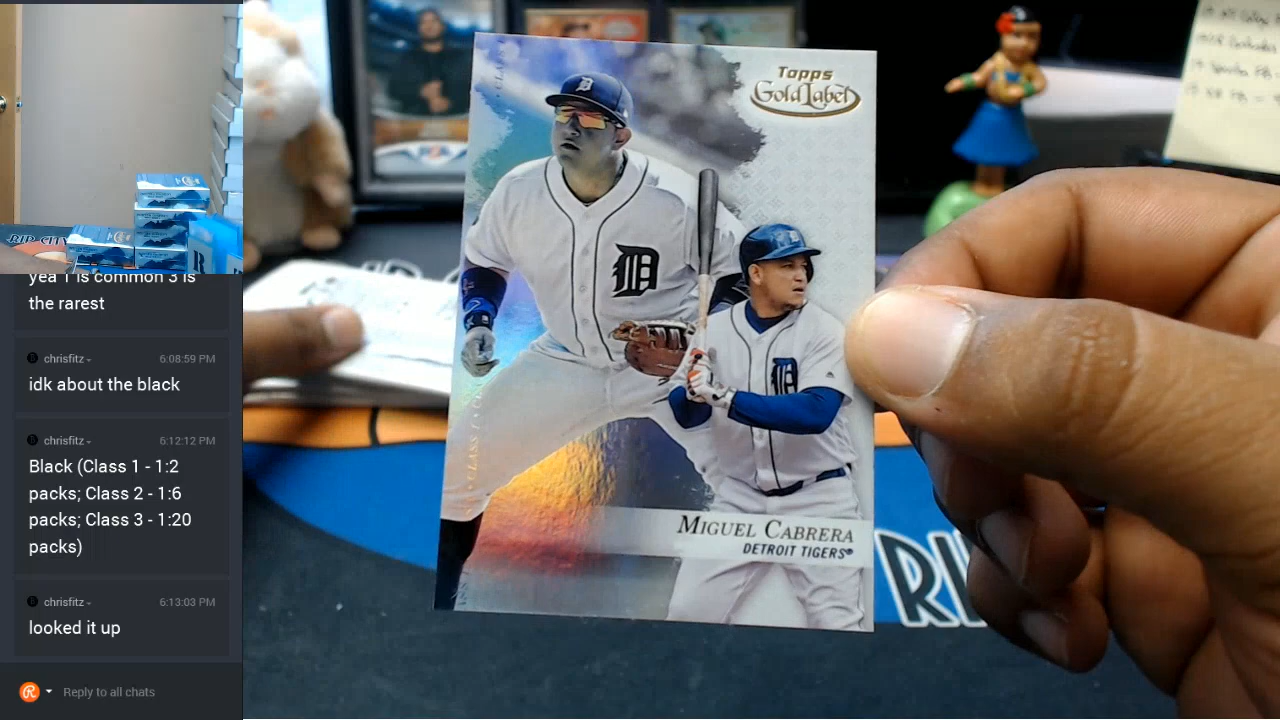 Topps
Gold Label
MIGUEL CABRERA
DETROIT TIGERS®
D
D
RIP CITY
yea 1 is common 3 is
the rarest
chrisfitz
6:08:59 PM
idk about the black
chrisfitz
6:12:12 PM
Black (Class 1 - 1:2
packs; Class 2 - 1:6
packs; Class 3 - 1:20
packs)
chrisfitz
6:13:03 PM
looked it up
Reply to all chats